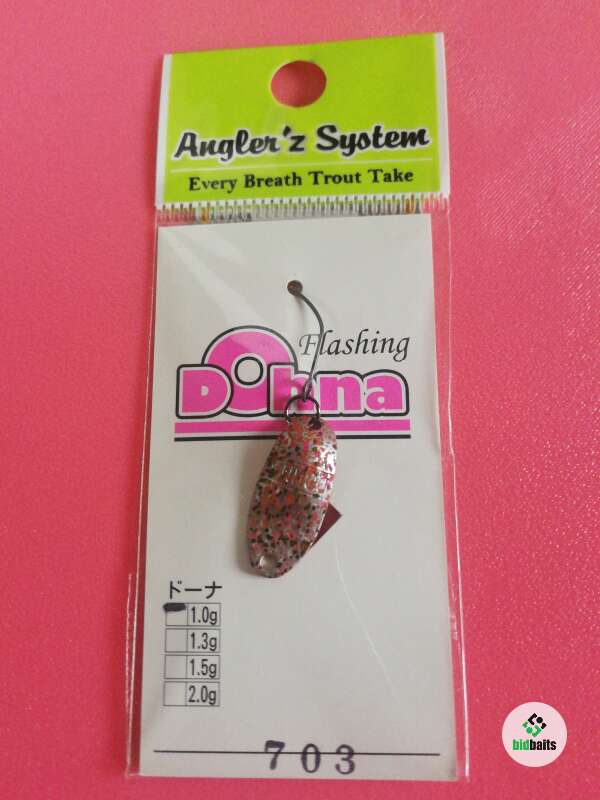 Angler'z System
Every Breath Trout Take
Flashing
Dohna
ドーナ
1.0g
1.3g
1.5g
2.0g
703
bidbaits